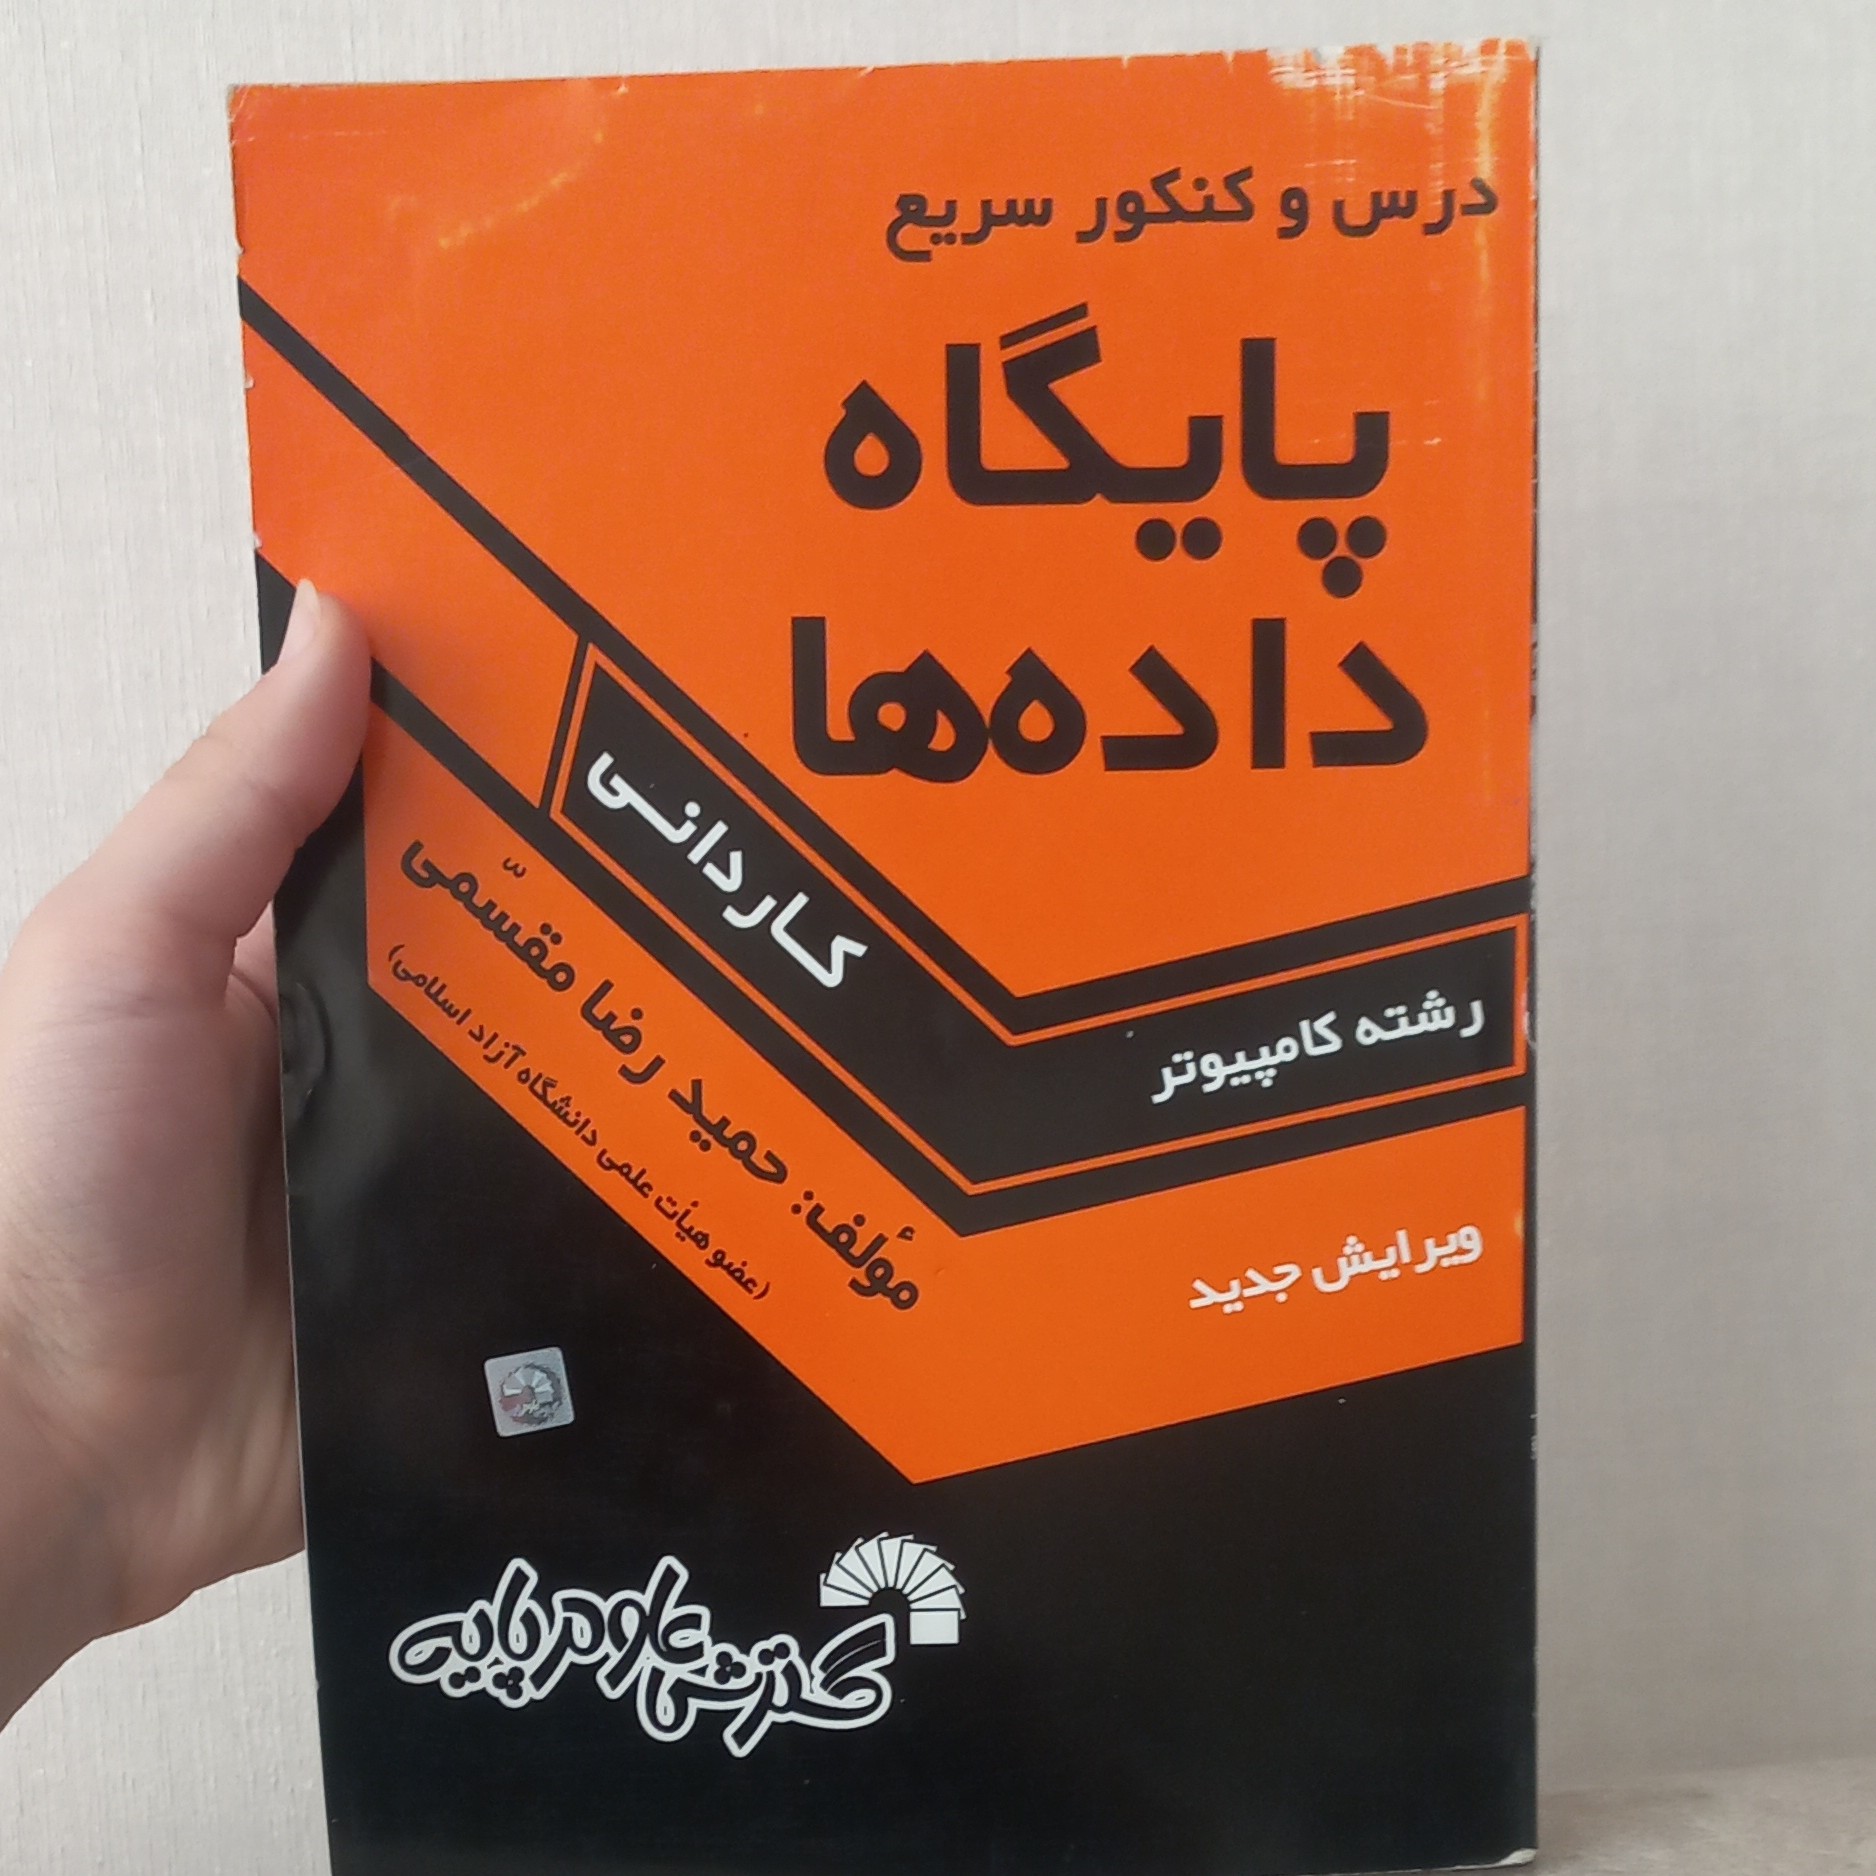 درس و کنکور سریع
پایگاه
داده‌ها
کاردانی
رشته کامپیوتر
مؤلف: حمید رضا مقسّمی
(عضو هیأت علمی دانشگاه آزاد اسلامی)
ویرایش جدید
گسترش علوم پایه